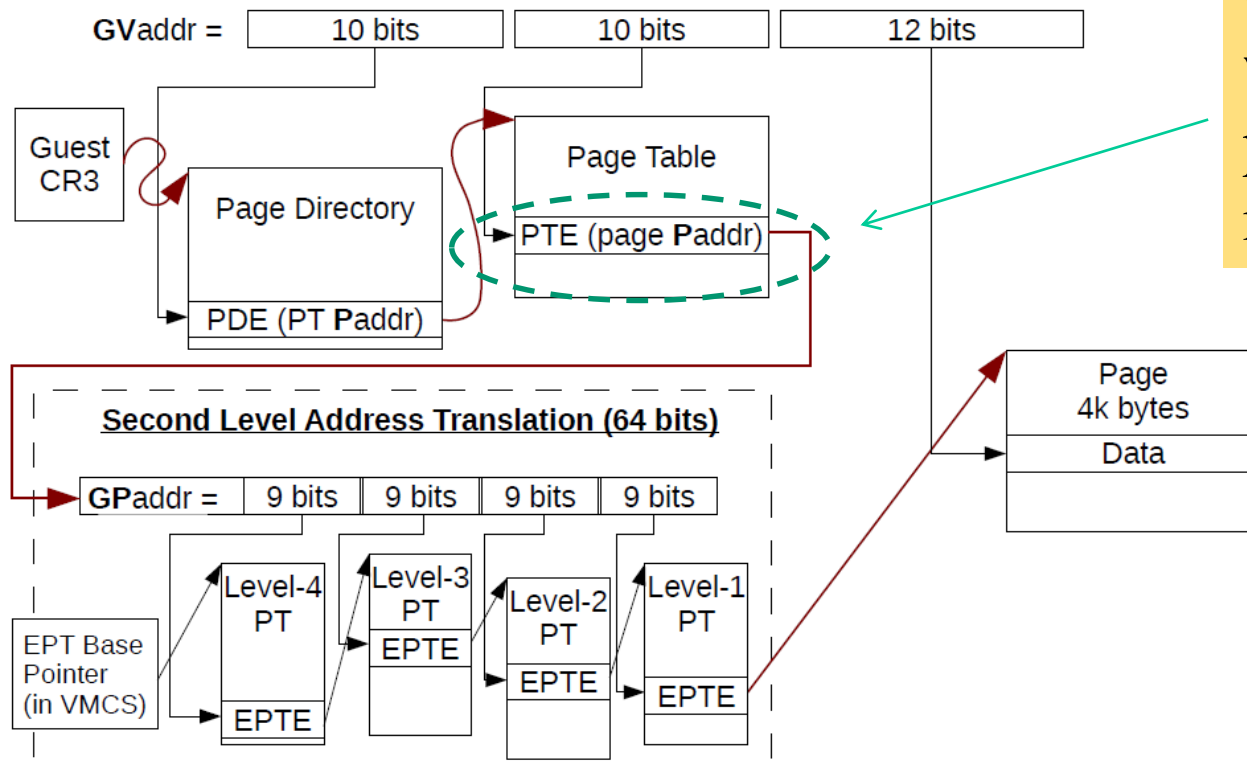 GVaddr =
10 bits
10 bits
12 bits
Guest
CR3
Page Directory
PDE (PT Paddr)
Page Table
PTE (page Paddr)
Page
4k bytes
Data
Second Level Address Translation (64 bits)
GPaddr =
9 bits
9 bits
9 bits
9 bits
EPT Base
Pointer
(in VMCS)
Level-4
PT
EPTE
Level-3
PT
EPTE
Level-2
PT
EPTE
Level-1
PT
EPTE